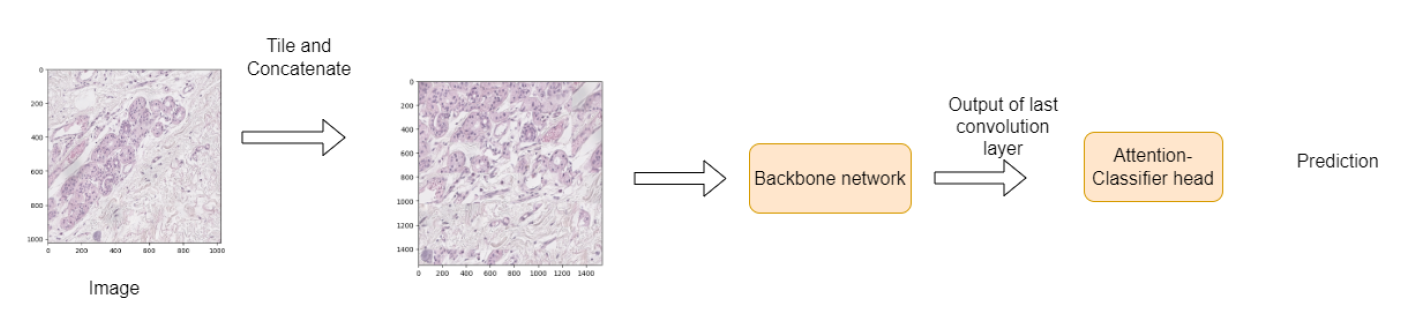 Tile and
Concatenate
0
200
400
600
800
1000
0 200 400 600 800 1000
Image
0
200
400
600
800
1000
1200
1400
0 200 400 600 800 1000 1200 1400
Backbone network
Output of last
convolution
layer
Attention-
Classifier head
Prediction